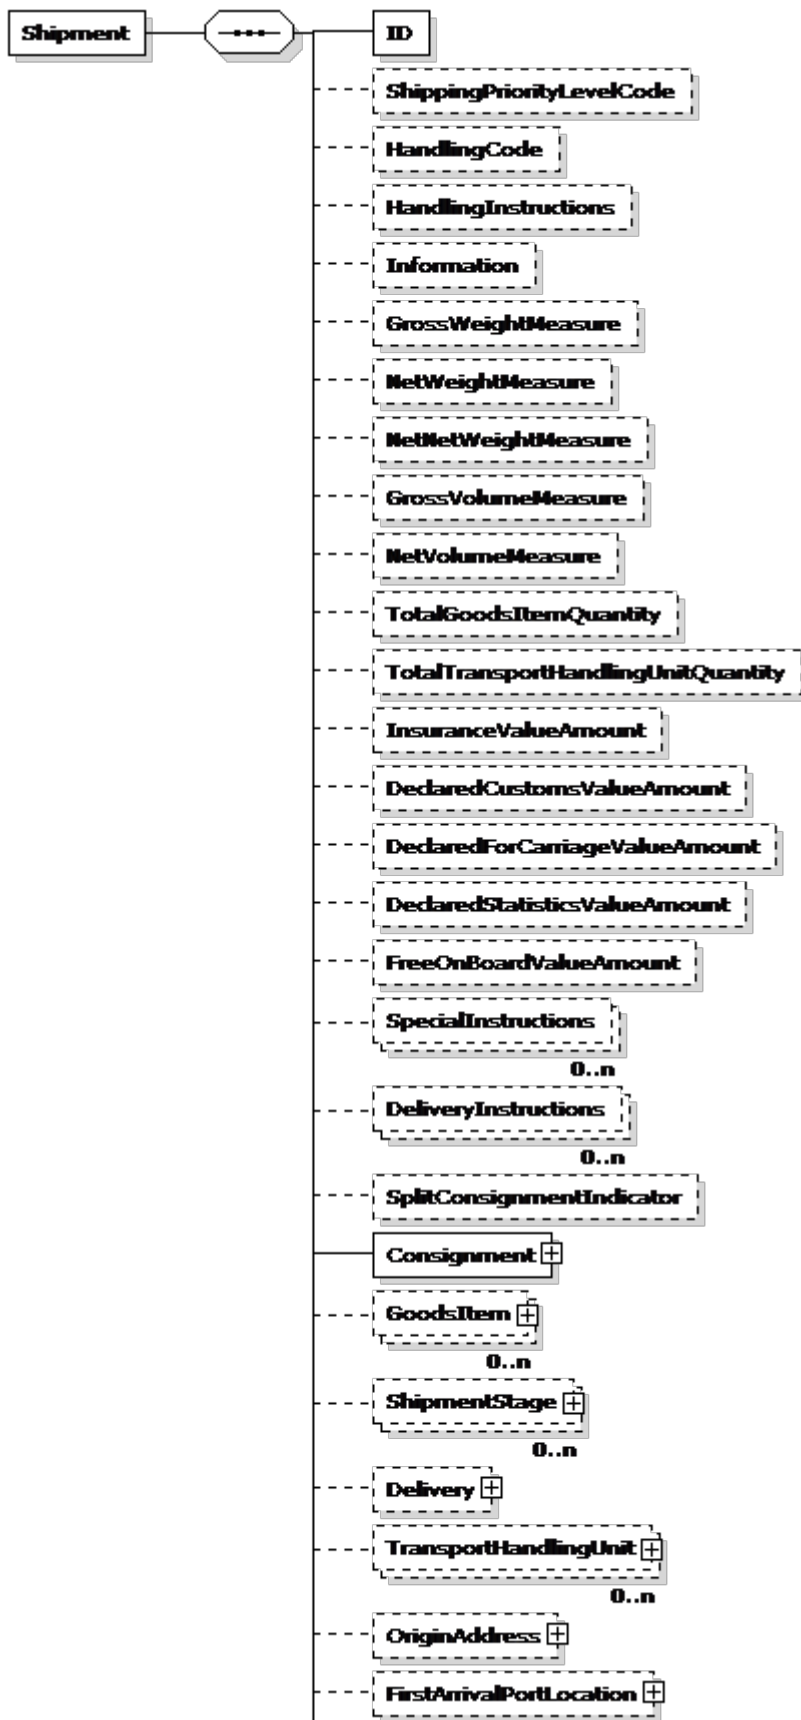 Shipment
ID
ShippingPriorityLevelCode
HandlingCode
HandlingInstructions
Information
GrossWeightMeasure
NetWeightMeasure
NetNetWeightMeasure
GrossVolumeMeasure
NetVolumeMeasure
TotalGoodsItemQuantity
TotalTransportHandlingUnitQuantity
InsuranceValueAmount
DeclaredCustomsValueAmount
DeclaredForCarriageValueAmount
DeclaredStatisticsValueAmount
FreeOnBoardValueAmount
SpecialInstructions
0..n
DeliveryInstructions
0..n
SplitConsignmentIndicator
Consignment
GoodsItem
0..n
ShipmentStage
0..n
Delivery
TransportHandlingUnit
0..n
OriginAddress
FirstArrivalPortLocation